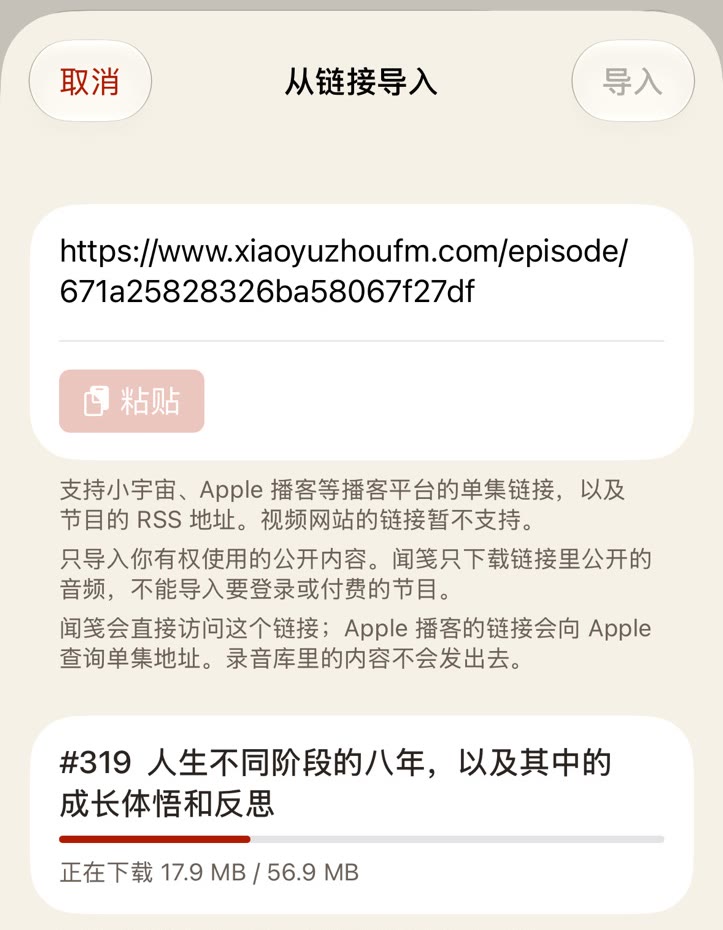 取消
从链接导入
导入
https://www.xiaoyuzhoufm.com/episode/
671a25828326ba58067f27df
粘贴
支持小宇宙、Apple 播客等播客平台的单集链接，以及
节目的 RSS 地址。视频网站的链接暂不支持。
只导入你有权使用的公开内容。闻笺只下载链接里公开的
音频，不能导入要登录或付费的节目。
闻笺会直接访问这个链接；Apple 播客的链接会向 Apple
查询单集地址。录音库里的内容不会发出去。
#319  人生不同阶段的八年，以及其中的
成长体悟和反思
正在下载 17.9 MB / 56.9 MB